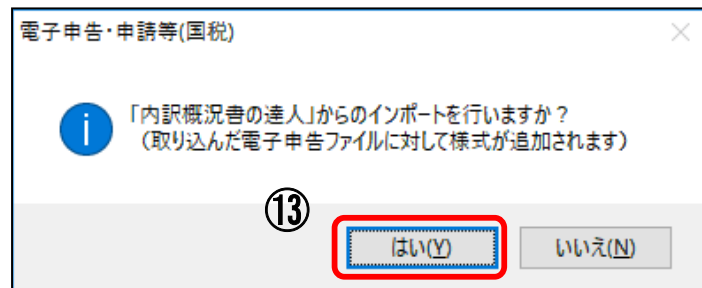 電子申告・申請等(国税)
「内訳概況書の達人」からのインポートを行いますか？
（取り込んだ電子申告ファイルに対して様式が追加されます）
⑬
はい(Y) いいえ(N)